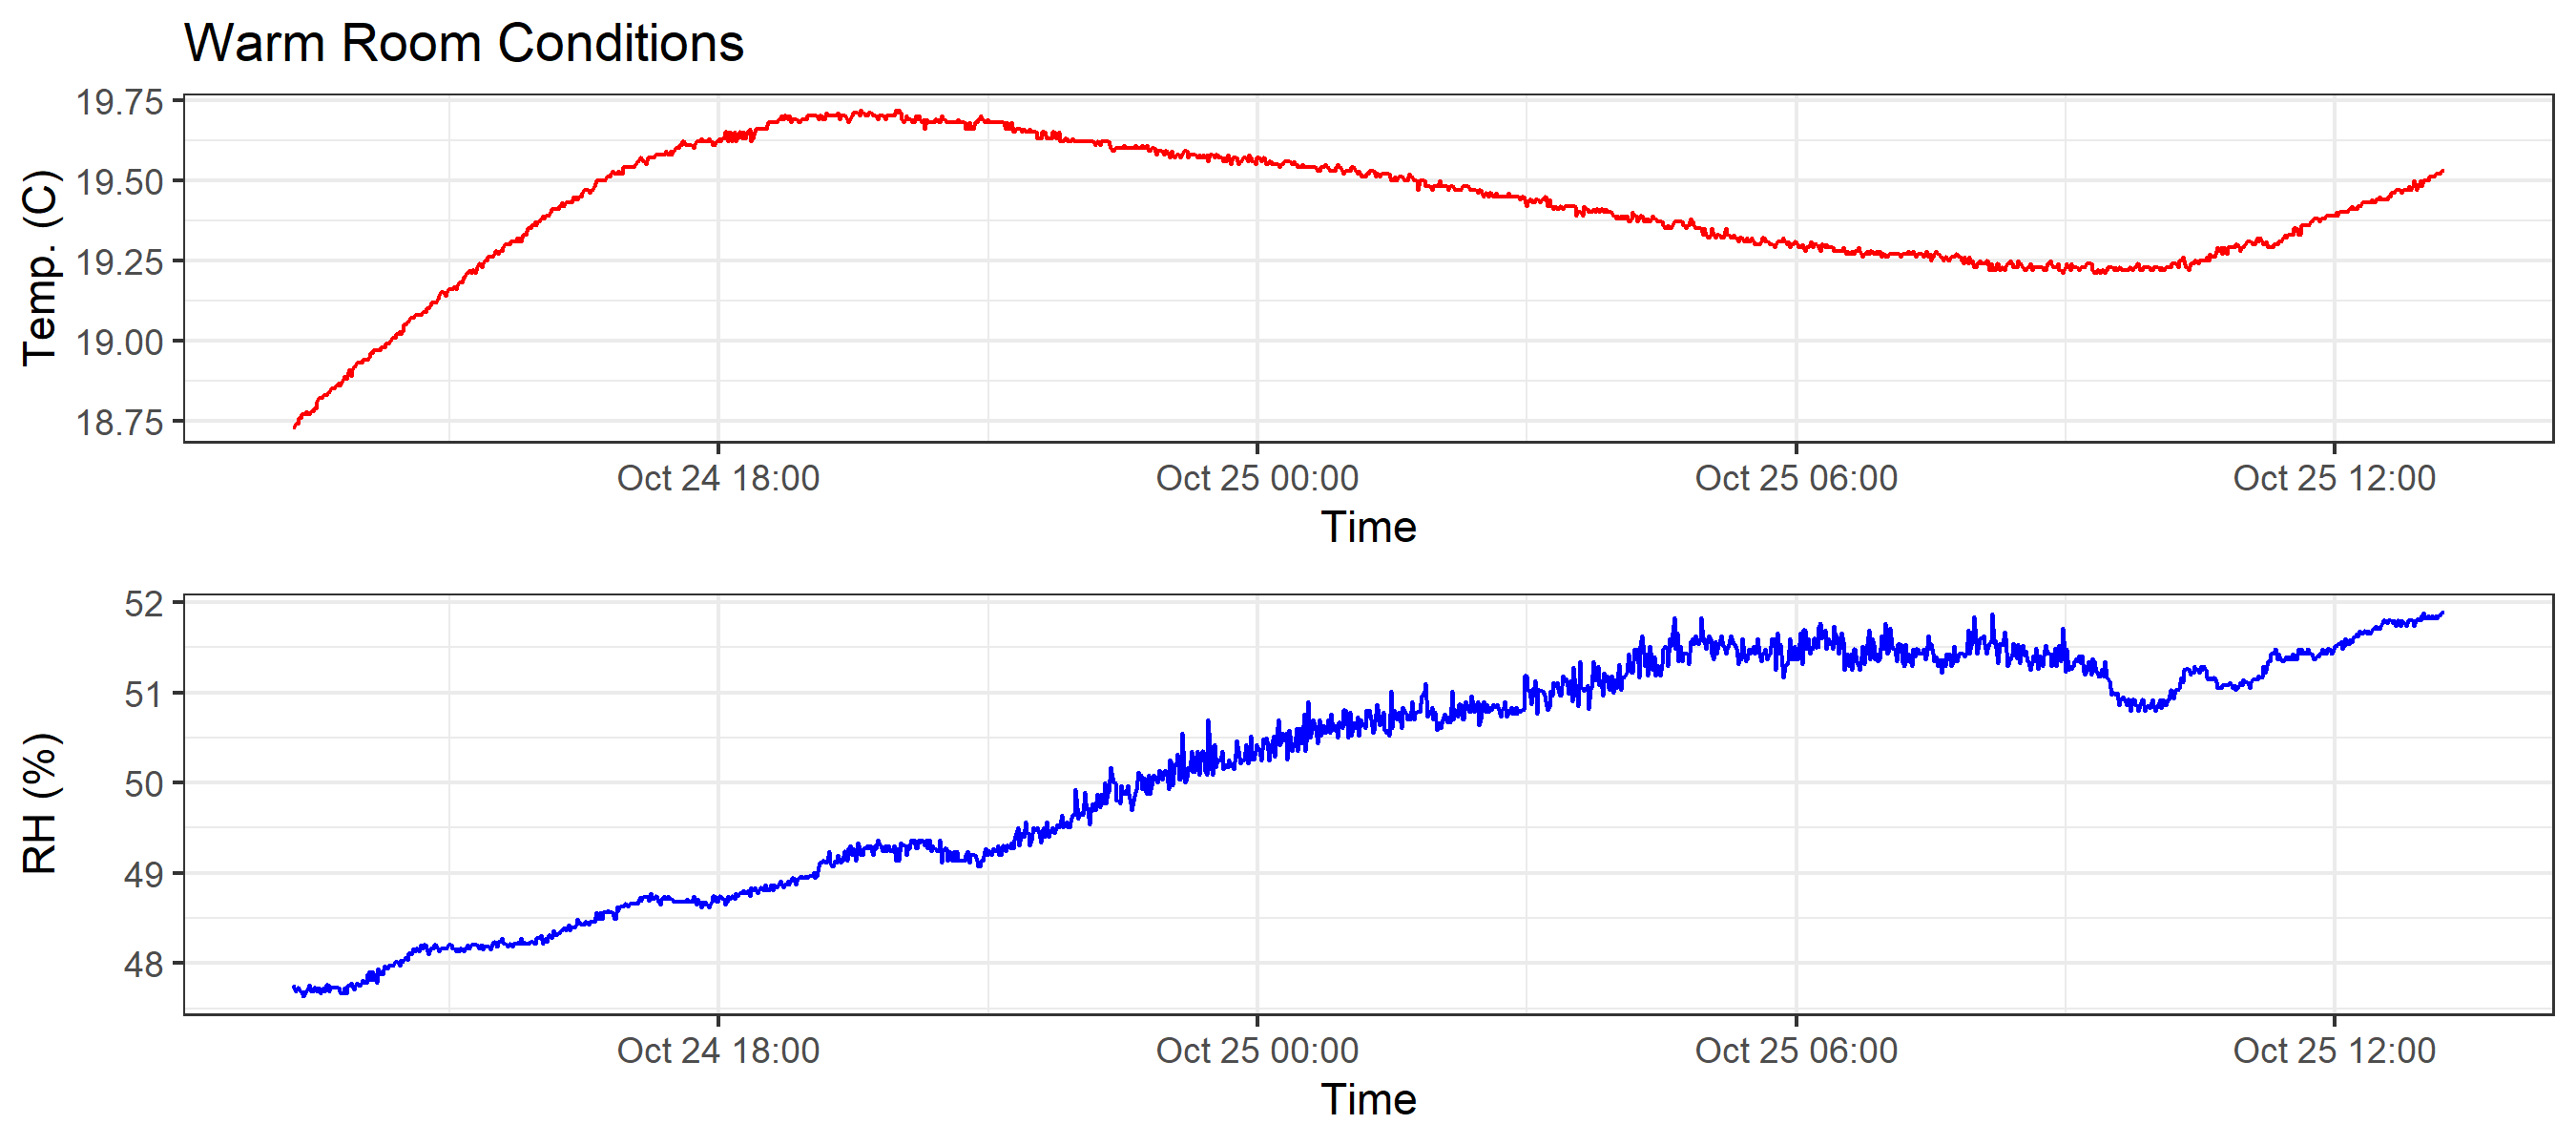 Warm Room Conditions
19.75
19.50
19.25
19.00
18.75
Temp. (C)
Oct 24 18:00 Oct 25 00:00 Oct 25 06:00 Oct 25 12:00
Time
52
51
50
49
48
RH (%)
Oct 24 18:00 Oct 25 00:00 Oct 25 06:00 Oct 25 12:00
Time